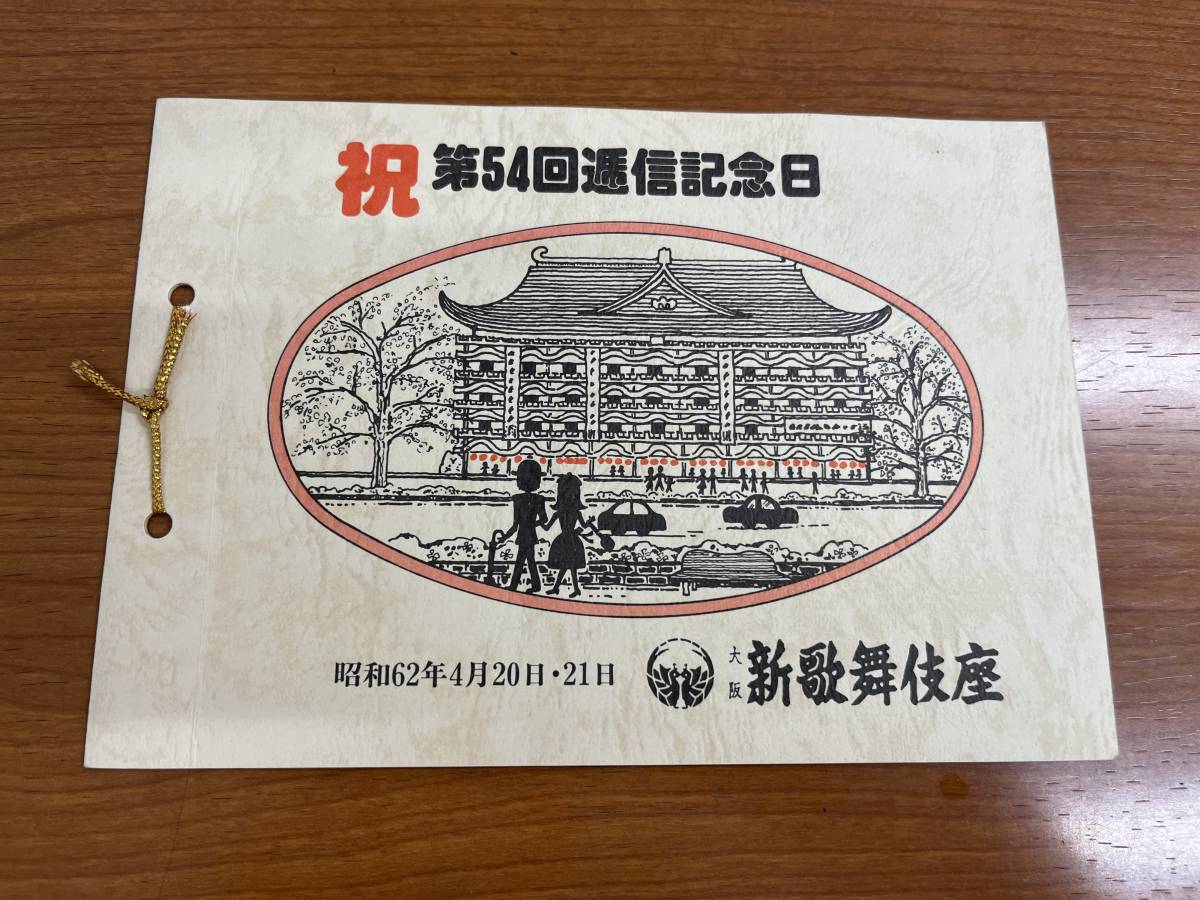 祝 第54回逓信記念日
昭和62年4月20日・21日
大阪 新歌舞伎座